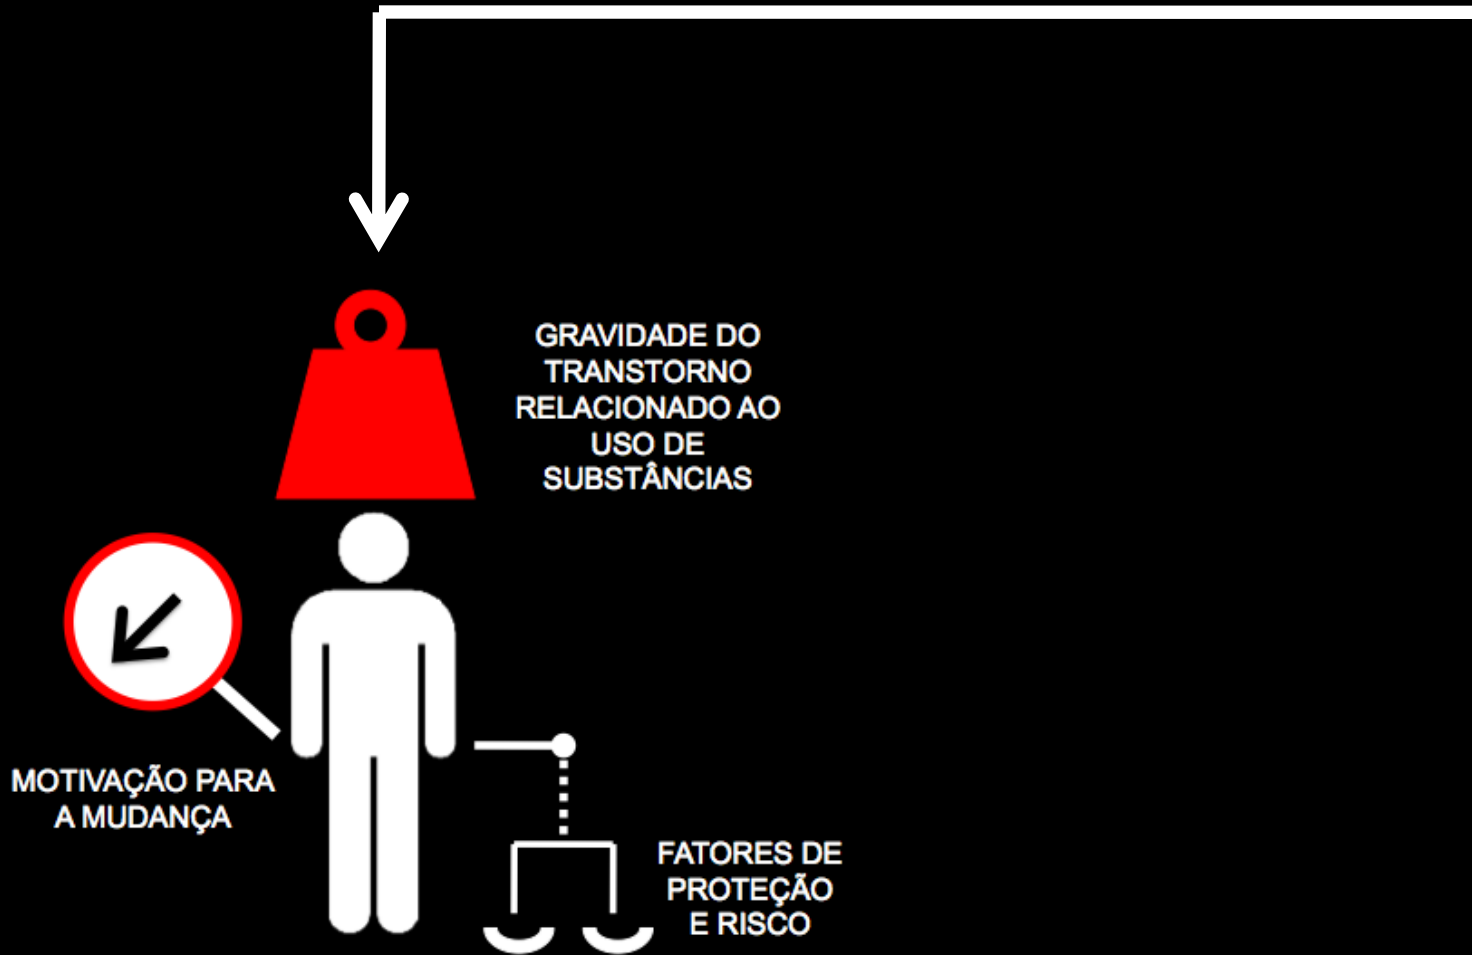 GRAVIDADE DO
TRANSTORNO
RELACIONADO AO
USO DE
SUBSTÂNCIAS
MOTIVAÇÃO PARA
A MUDANÇA
FATORES DE
PROTEÇÃO
E RISCO